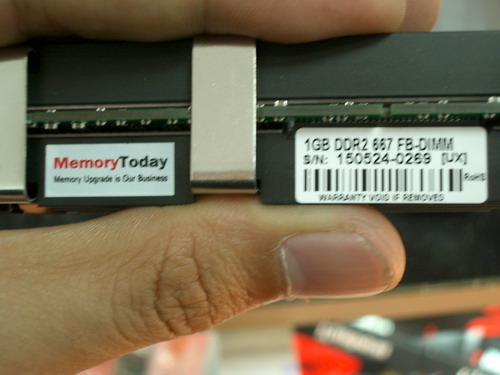 MemoryToday
Memory Upgrade is Our Business
1GB DDR2 667 FB-DIMM
S/N: 150524-0269 [UX]
RoHS
WARRANTY VOID IF REMOVED